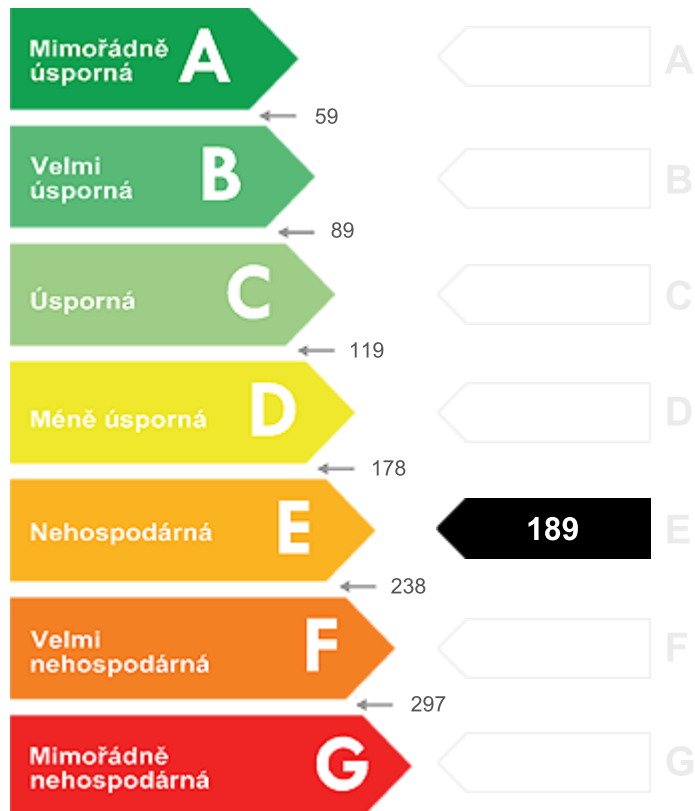 Mimořádně
úsporná
A
A
59
Velmi
úsporná
B
B
89
Úsporná
C
C
119
Méně úsporná
D
D
178
Nehospodárná
E
189
E
238
Velmi
nehospodárná
F
F
297
Mimořádně
nehospodárná
G
G